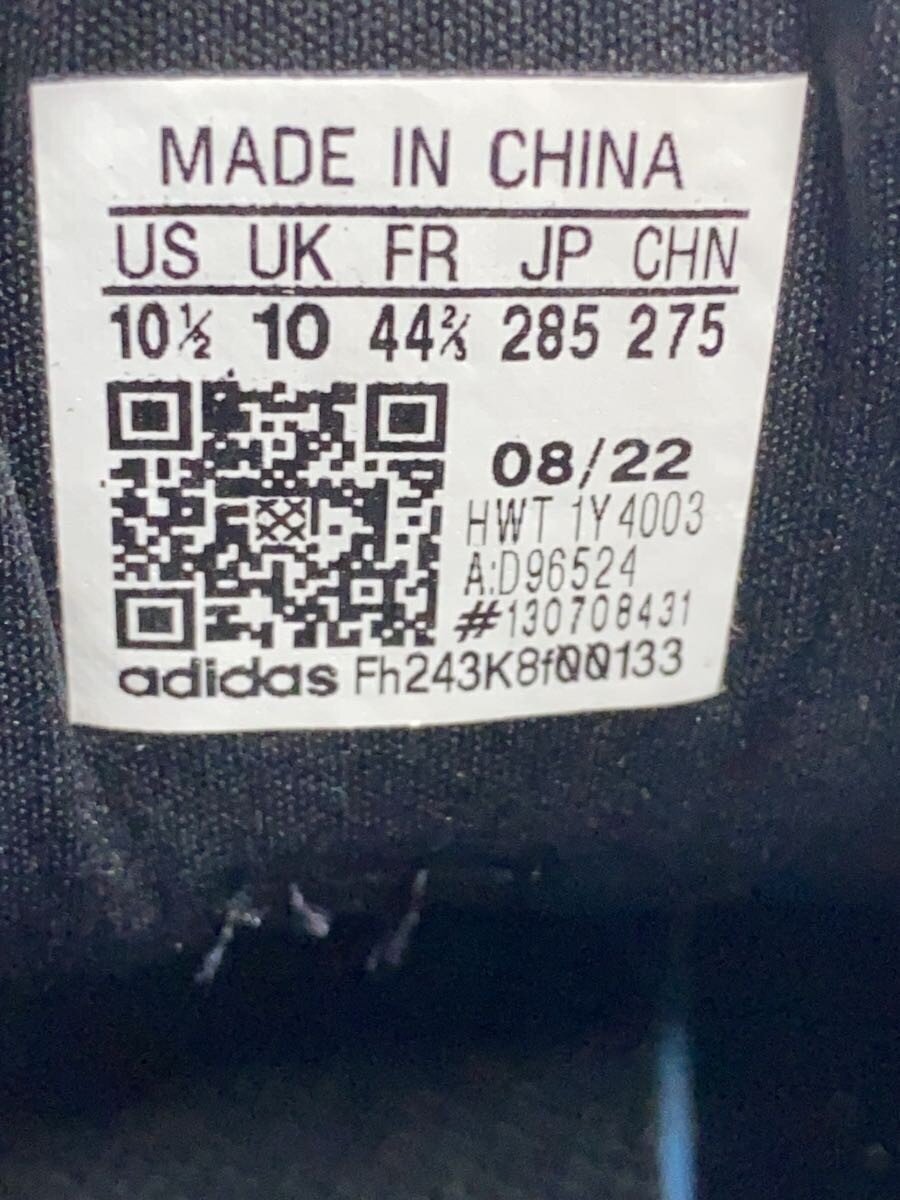 MADE IN CHINA
US UK FR JP CHN
10½ 10 44⅔ 285 275
08/22
HWT 1Y4003
A:D96524
#130708431
adidas Fh243K8f00133